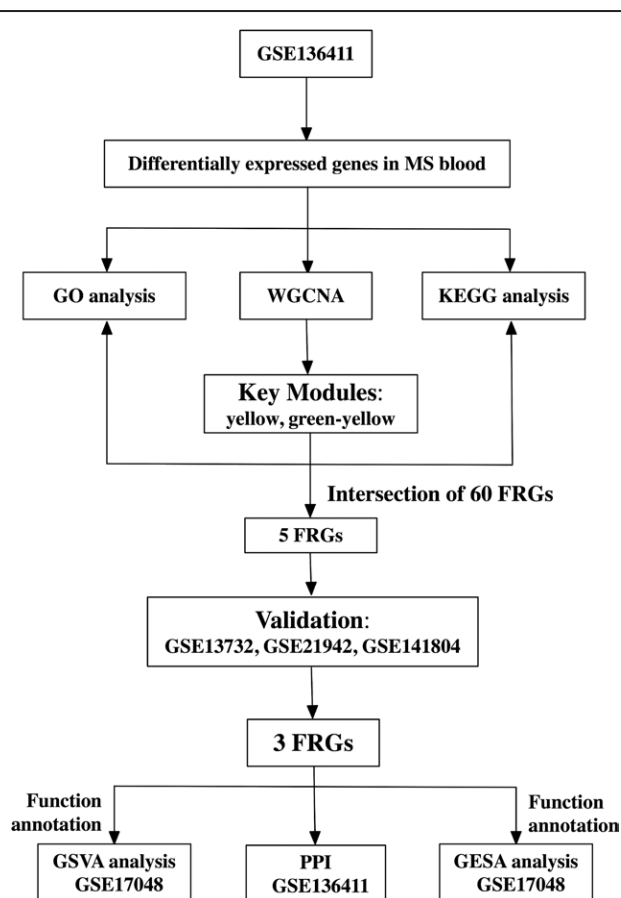 GSE136411
Differentially expressed genes in MS blood
GO analysis
WGCNA
KEGG analysis
Key Modules:
yellow, green-yellow
Intersection of 60 FRGs
5 FRGs
Validation:
GSE13732, GSE21942, GSE141804
3 FRGs
Function
annotation
Function
annotation
GSVA analysis
GSE17048
PPI
GSE136411
GESA analysis
GSE17048